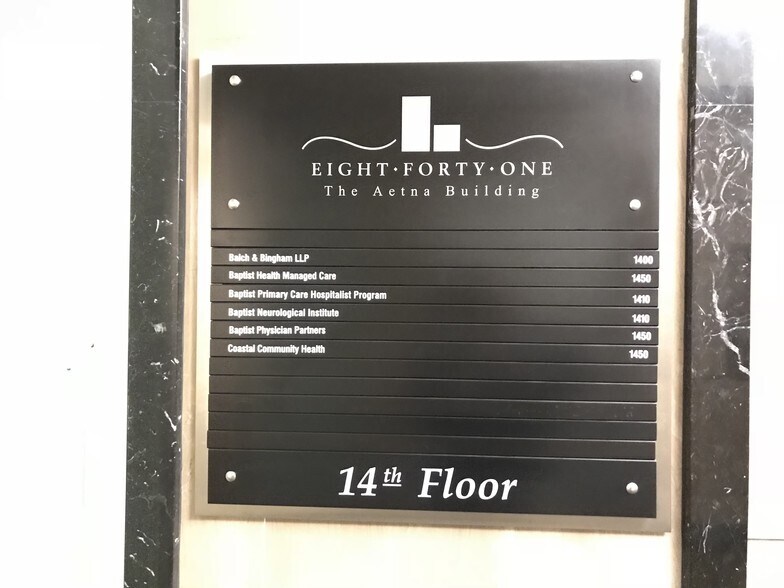 EIGHT·FORTY·ONE
The Aetna Building
Balch & Bingham LLP 1400
Baptist Health Managed Care 1450
Baptist Primary Care Hospitalist Program 1410
Baptist Neurological Institute 1410
Baptist Physician Partners 1450
Coastal Community Health 1450
14th Floor